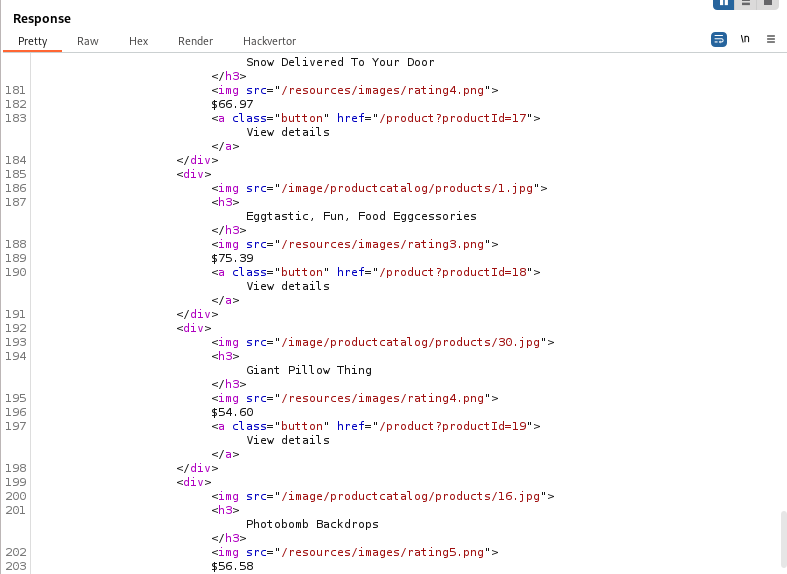 Response
Pretty Raw Hex Render Hackvertor \n
Snow Delivered To Your Door
</h3>
181 <img src="/resources/images/rating4.png">
182 $66.97
183 <a class="button" href="/product?productId=17">
View details
</a>
184 </div>
185 <div>
186 <img src="/image/productcatalog/products/1.jpg">
187 <h3>
Eggtastic, Fun, Food Eggcessories
</h3>
188 <img src="/resources/images/rating3.png">
189 $75.39
190 <a class="button" href="/product?productId=18">
View details
</a>
191 </div>
192 <div>
193 <img src="/image/productcatalog/products/30.jpg">
194 <h3>
Giant Pillow Thing
</h3>
195 <img src="/resources/images/rating4.png">
196 $54.60
197 <a class="button" href="/product?productId=19">
View details
</a>
198 </div>
199 <div>
200 <img src="/image/productcatalog/products/16.jpg">
201 <h3>
Photobomb Backdrops
</h3>
202 <img src="/resources/images/rating5.png">
203 $56.58